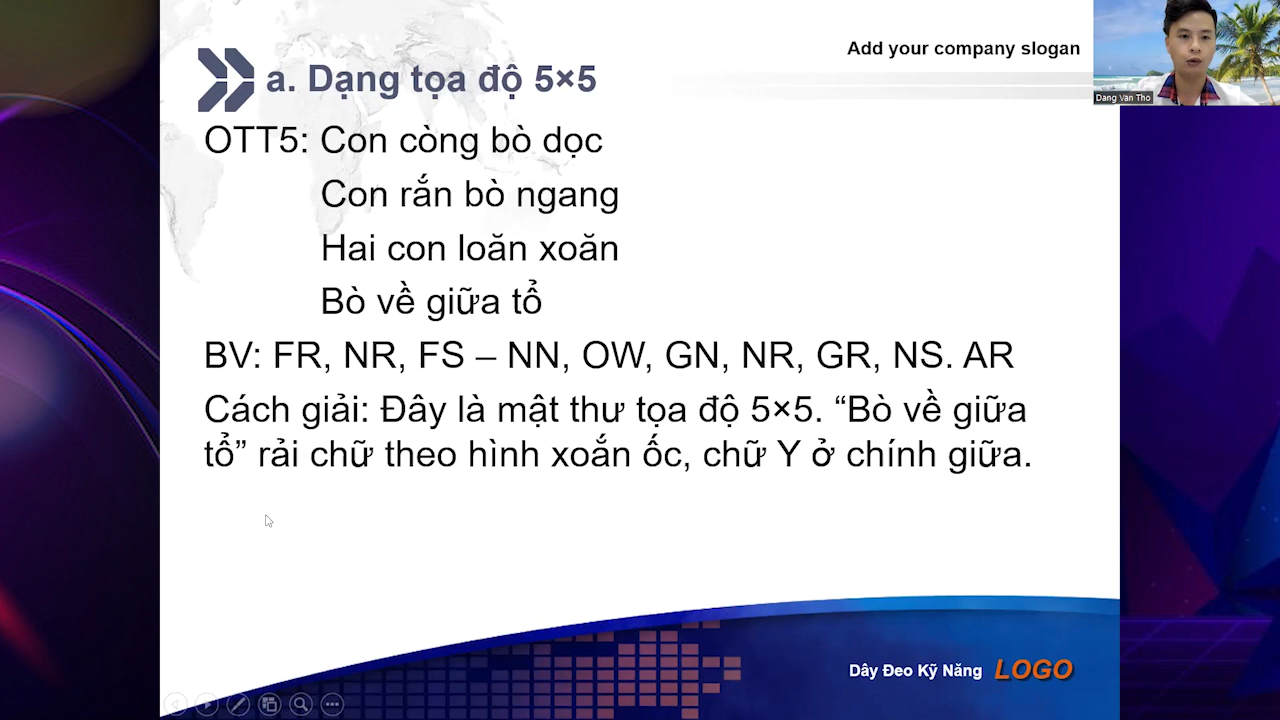 Add your company slogan
Dang Van Tho
a. Dạng tọa độ 5×5
OTT5: Con còng bò dọc
Con rắn bò ngang
Hai con loăn xoăn
Bò về giữa tổ
BV: FR, NR, FS – NN, OW, GN, NR, GR, NS. AR
Cách giải: Đây là mật thư tọa độ 5×5. “Bò về giữa
tổ” rải chữ theo hình xoắn ốc, chữ Y ở chính giữa.
Dây Đeo Kỹ Năng LOGO